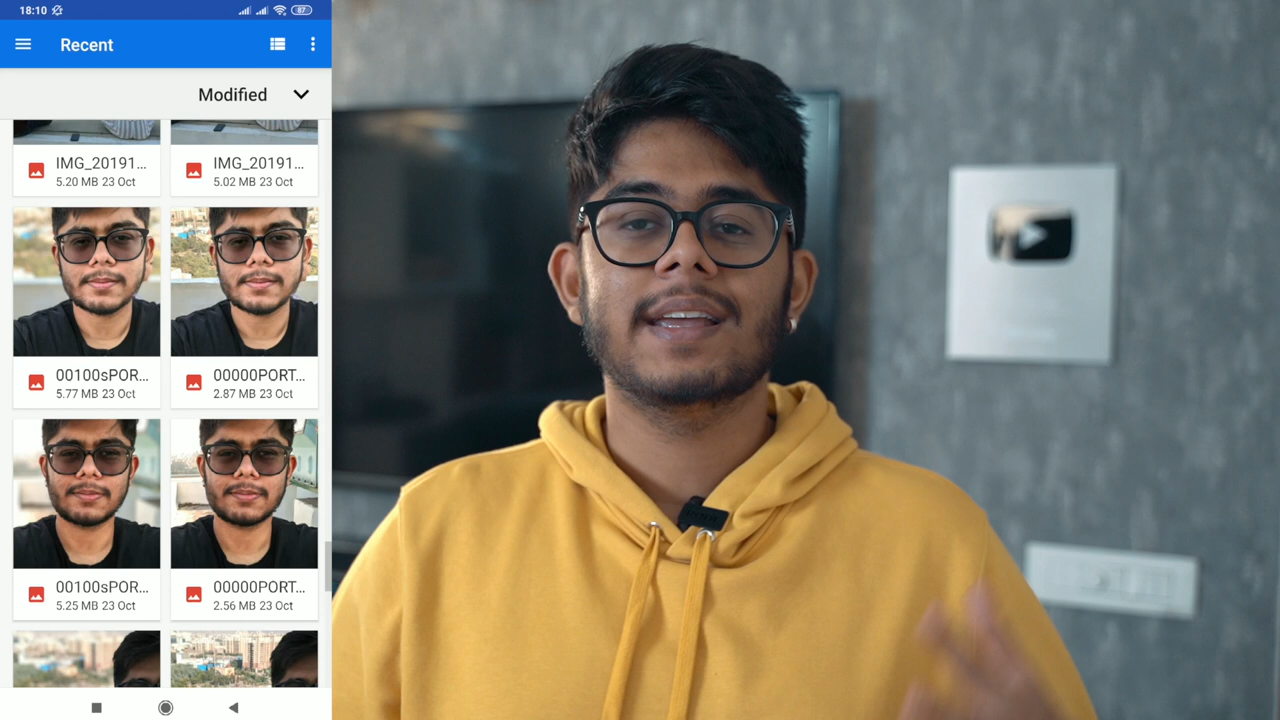 18:10
87
Recent
Modified
IMG_20191...
5.20 MB 23 Oct
IMG_20191...
5.02 MB 23 Oct
00100sPOR...
5.77 MB 23 Oct
00000PORT...
2.87 MB 23 Oct
00100sPOR...
5.25 MB 23 Oct
00000PORT...
2.56 MB 23 Oct